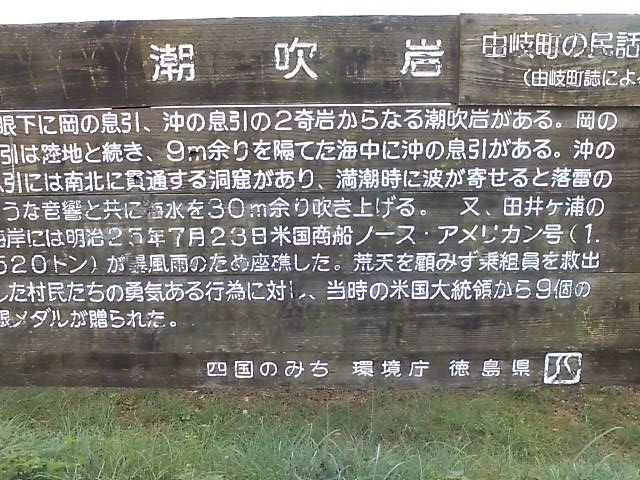 潮吹岩
由岐町の民話
(由岐町誌による
眼下に岡の息引、沖の息引の2奇岩からなる潮吹岩がある。岡の
引は陸地と続き、9m余りを隔てた海中に沖の息引がある。沖の
引には南北に貫通する洞窟があり、満潮時に波が寄せると落雷の
うな音響と共に海水を30m余り吹き上げる。 又、田井ヶ浦の
海岸には明治25年7月23日米国商船ノース・アメリカン号(1.
520トン)が暴風雨のため座礁した。荒天を顧みず乗組員を救出
した村民たちの勇気ある行為に対し、当時の米国大統領から9個の
銀メダルが贈られた。
四国のみち 環境庁 徳島県